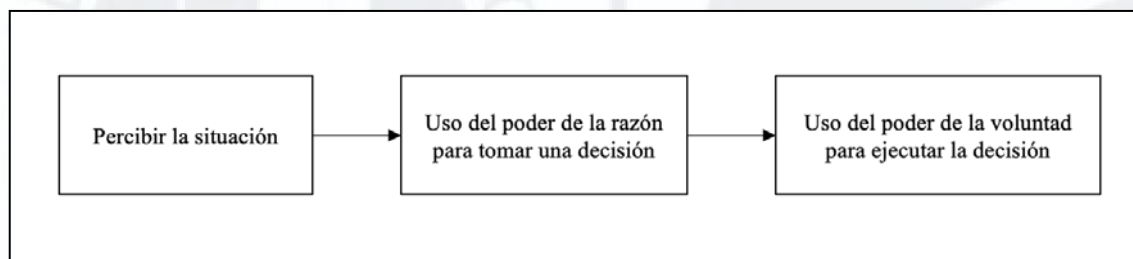 Percibir la situación
Uso del poder de la razón
para tomar una decisión
Uso del poder de la voluntad
para ejecutar la decisión